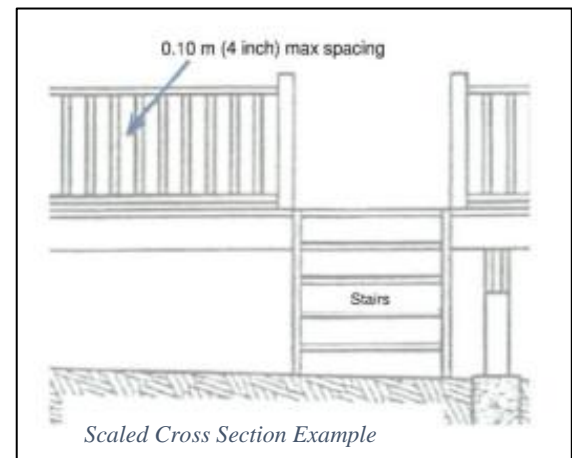 0.10 m (4 inch) max spacing
Stairs
Scaled Cross Section Example